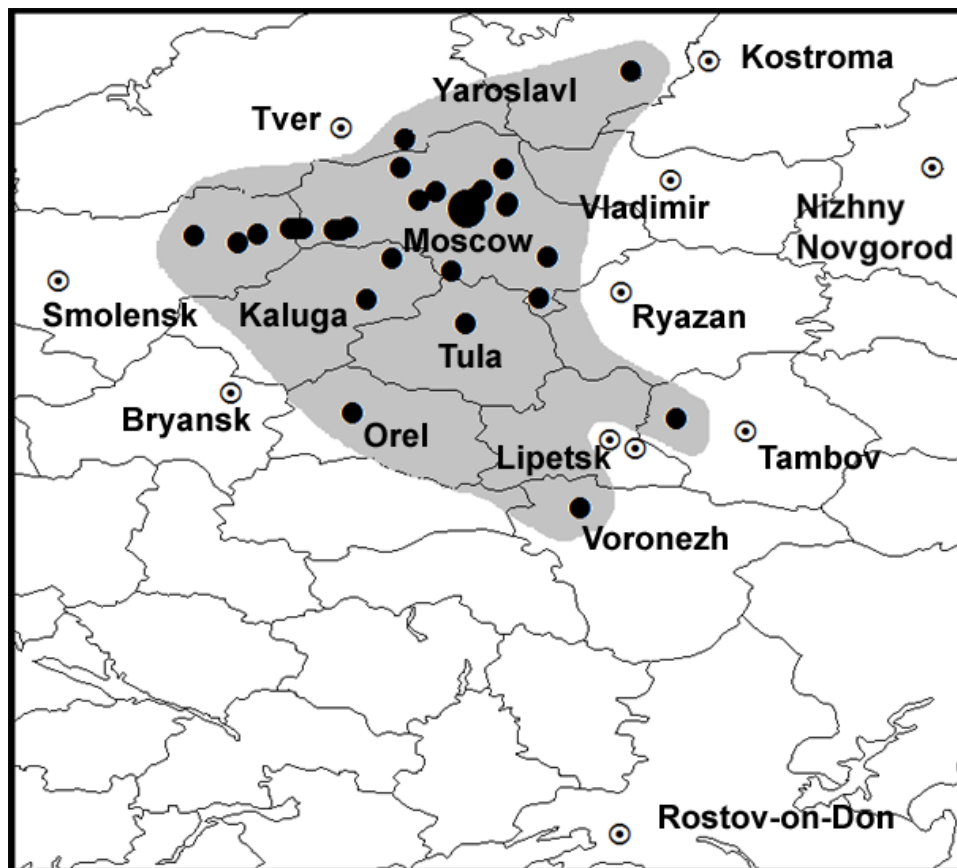 Kostroma
Yaroslavl
Tver
Vladimir
Nizhny
Novgorod
Moscow
Smolensk
Kaluga
Ryazan
Tula
Bryansk
Orel
Lipetsk
Tambov
Voronezh
Rostov-on-Don